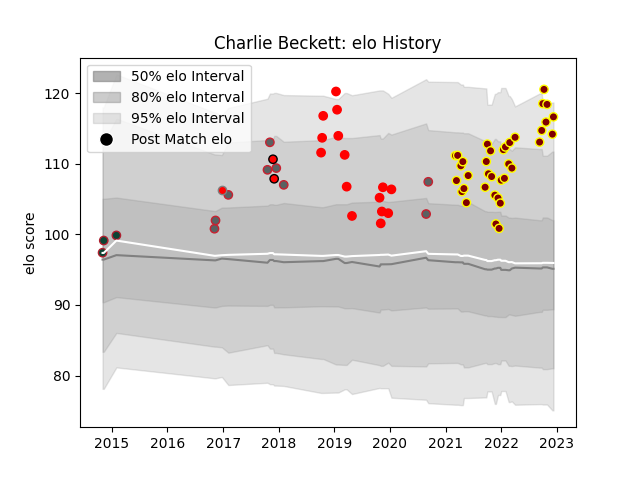 Charlie Beckett: elo History
50% elo Interval
80% elo Interval
95% elo Interval
Post Match elo
elo score
120
110
100
90
80
2015 2016 2017 2018 2019 2020 2021 2022 2023